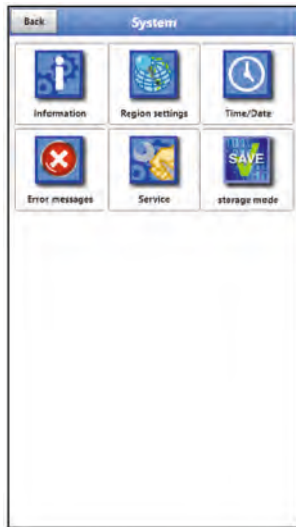 Back
System
Information
Region settings
Time/Date
Error messages
Service
SAVE
storage mode